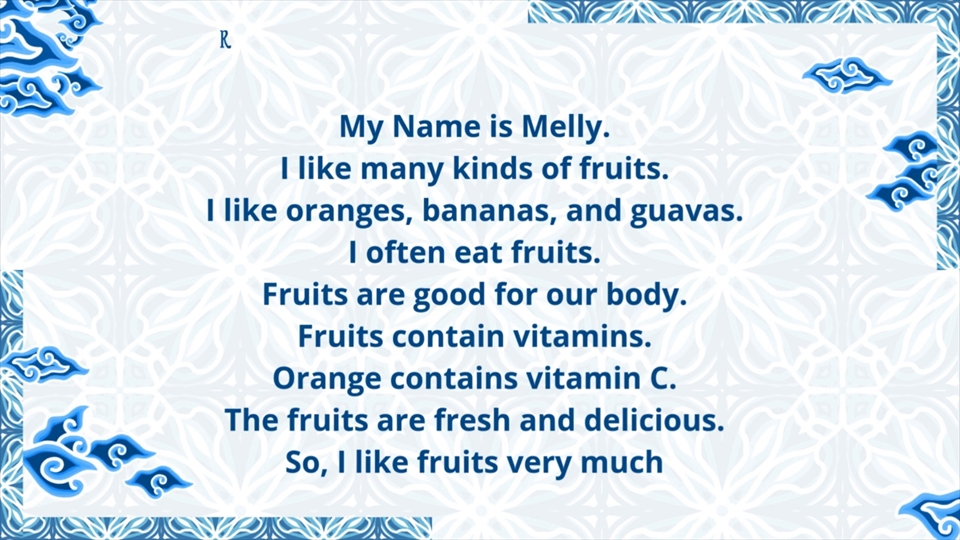 R
My Name is Melly.
I like many kinds of fruits.
I like oranges, bananas, and guavas.
I often eat fruits.
Fruits are good for our body.
Fruits contain vitamins.
Orange contains vitamin C.
The fruits are fresh and delicious.
So, I like fruits very much